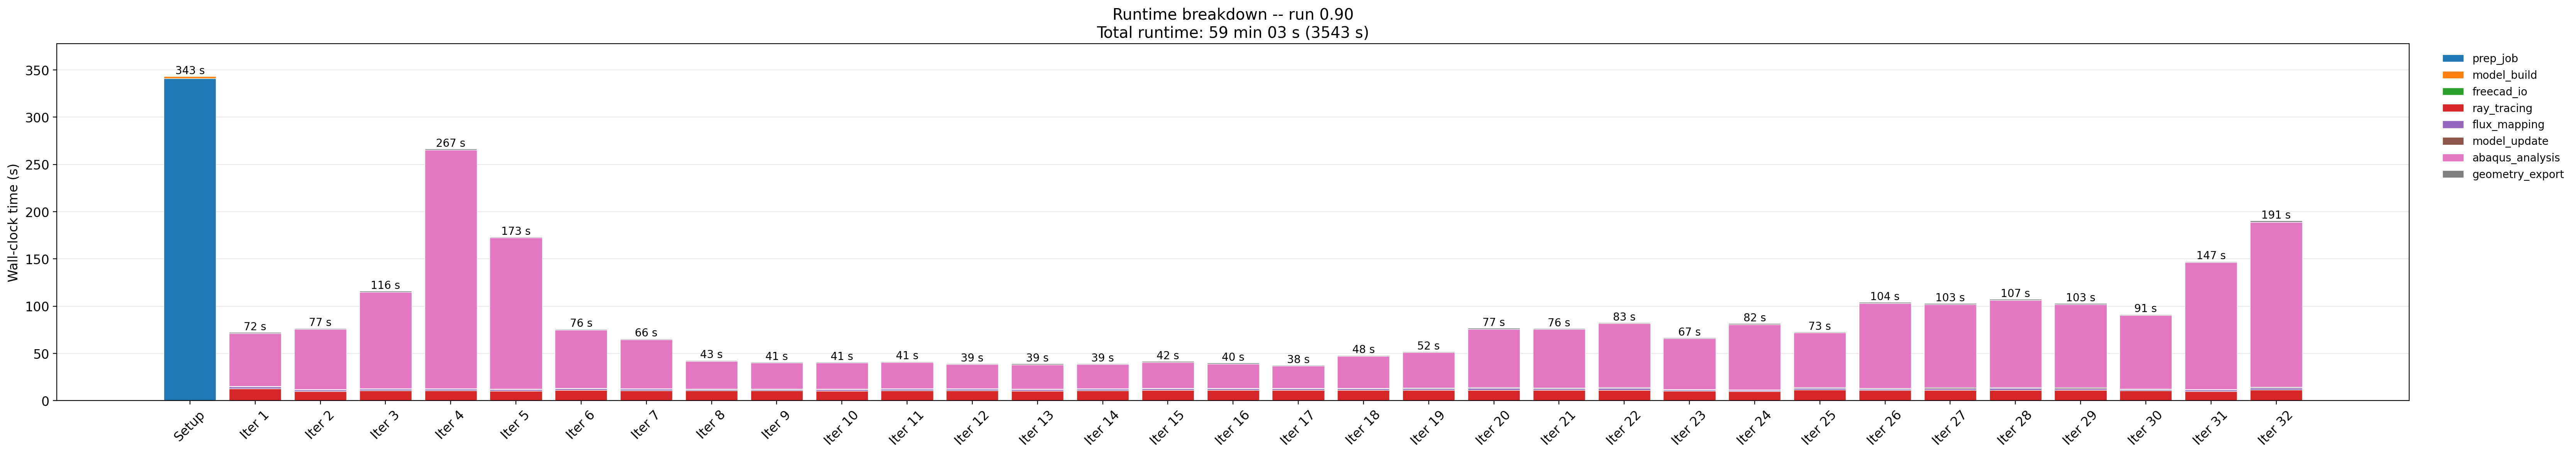 Runtime breakdown -- run 0.90
Total runtime: 59 min 03 s (3543 s)
Wall-clock time (s)
350
300
250
200
150
100
50
0
343 s
72 s
77 s
116 s
267 s
173 s
76 s
66 s
43 s
41 s
41 s
41 s
39 s
39 s
39 s
42 s
40 s
38 s
48 s
52 s
77 s
76 s
83 s
67 s
82 s
73 s
104 s
103 s
107 s
103 s
91 s
147 s
191 s
Setup
Iter 1
Iter 2
Iter 3
Iter 4
Iter 5
Iter 6
Iter 7
Iter 8
Iter 9
Iter 10
Iter 11
Iter 12
Iter 13
Iter 14
Iter 15
Iter 16
Iter 17
Iter 18
Iter 19
Iter 20
Iter 21
Iter 22
Iter 23
Iter 24
Iter 25
Iter 26
Iter 27
Iter 28
Iter 29
Iter 30
Iter 31
Iter 32
prep_job
model_build
freecad_io
ray_tracing
flux_mapping
model_update
abaqus_analysis
geometry_export